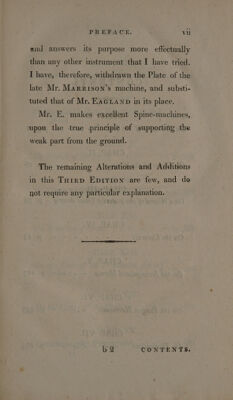 PREFACE. vii
and answers its purpose more effectually
than any other instrument that I have tried.
I have, therefore, withdrawn the Plate of the
late Mr. MARRISON's machine, and substi-
tuted that of Mr. EAGLAND in its place.
Mr. E. makes excellent Spine-machines,
upon the true principle of supporting the
weak part from the ground.
The remaining Alterations and Additions
in this THIRD EDITION are few, and do
not require any particular explanation.
b2 CONTENTS.